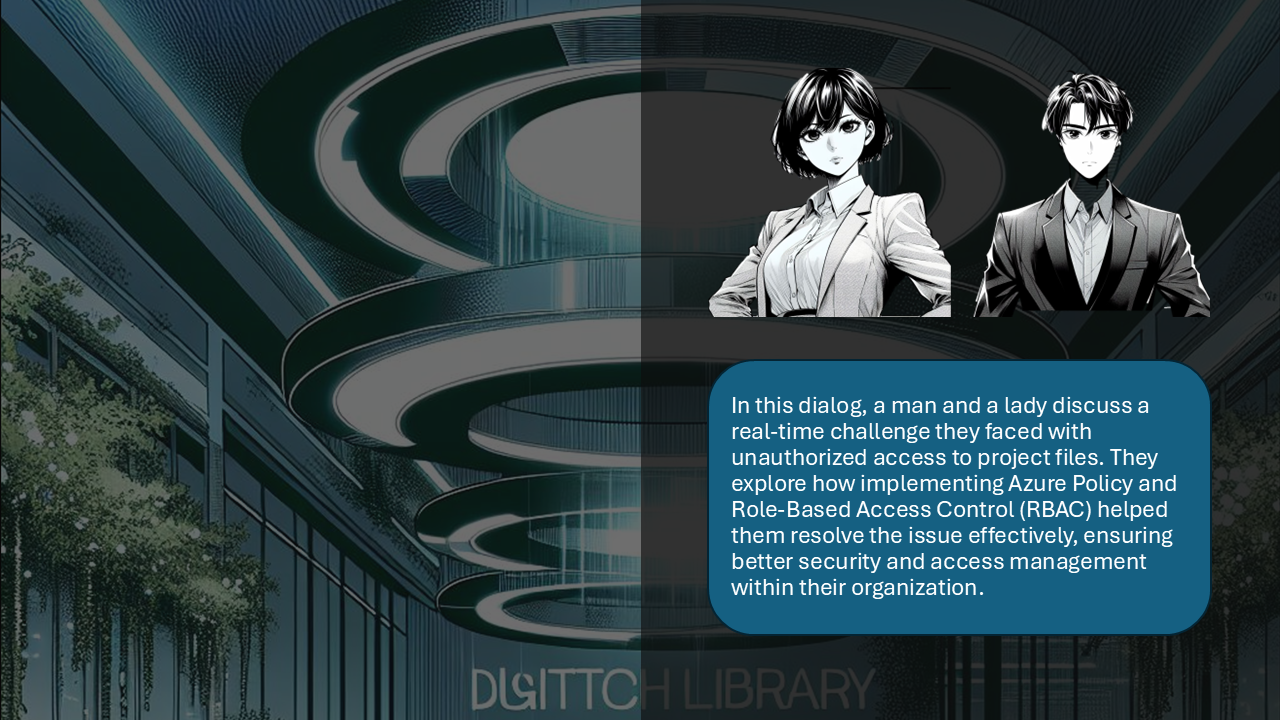 In this dialog, a man and a lady discuss a
real-time challenge they faced with
unauthorized access to project files. They
explore how implementing Azure Policy and
Role-Based Access Control (RBAC) helped
them resolve the issue effectively, ensuring
better security and access management
within their organization.
DLGITTCH LIBRARY